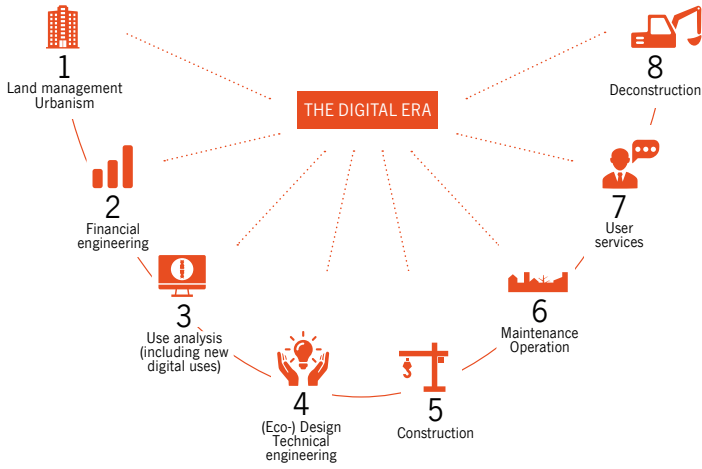 THE DIGITAL ERA
1
Land management
Urbanism
2
Financial
engineering
3
Use analysis
(including new
digital uses)
4
(Eco-) Design
Technical
engineering
5
Construction
6
Maintenance
Operation
7
User
services
8
Deconstruction